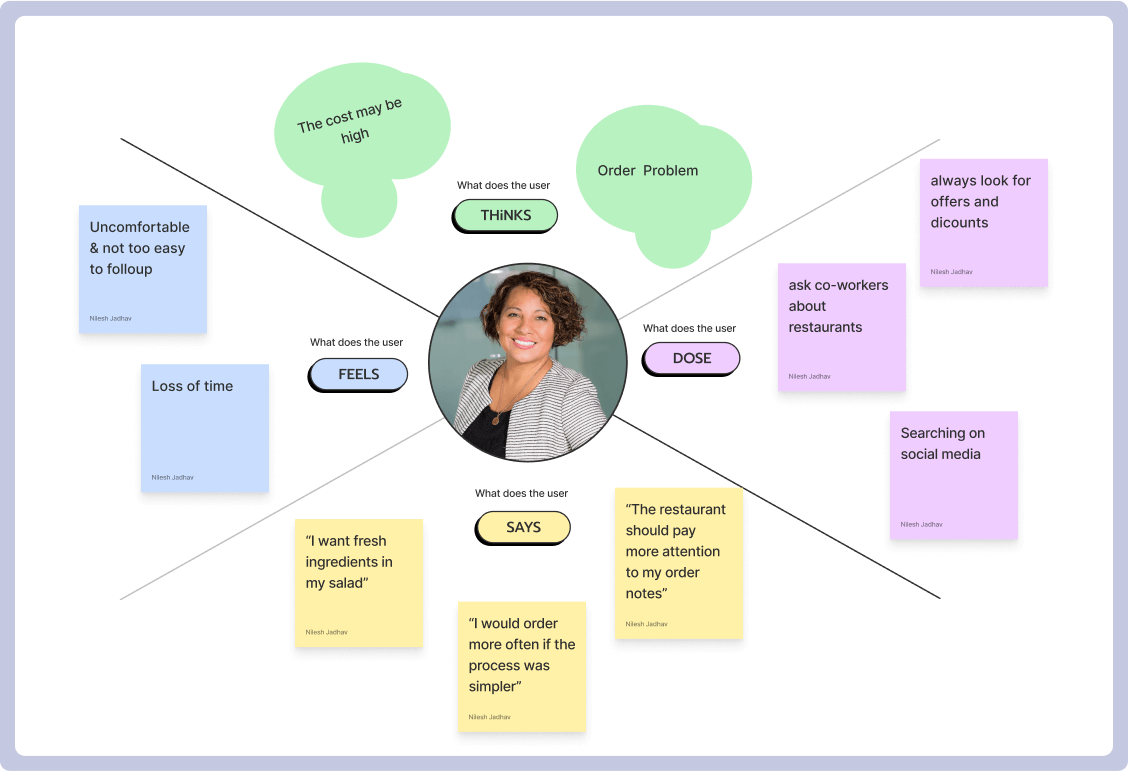 The cost may be
high
Order Problem
What does the user
THiNKS
always look for
offers and
dicounts
Nilesh Jadhav
Uncomfortable
& not too easy
to folloup
Nilesh Jadhav
ask co-workers
about
restaurants
Nilesh Jadhav
What does the user
FEELS
What does the user
DOSE
Loss of time
Nilesh Jadhav
Searching on
social media
Nilesh Jadhav
What does the user
SAYS
“I want fresh
ingredients in
my salad”
Nilesh Jadhav
“I would order
more often if the
process was
simpler”
Nilesh Jadhav
“The restaurant
should pay
more attention
to my order
notes”
Nilesh Jadhav